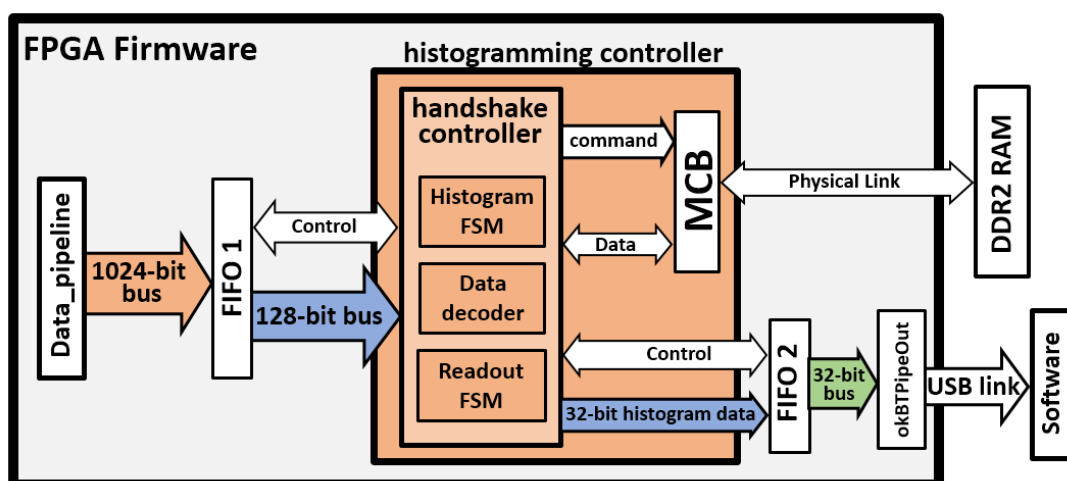 FPGA Firmware
histogramming controller
handshake
controller
command
MCB
Physical Link
DDR2 RAM
Histogram
FSM
Control
Data
Data_pipeline
1024-bit
bus
FIFO 1
128-bit bus
Data
decoder
Control
Readout
FSM
32-bit histogram data
FIFO 2
32-bit
bus
okBTPipeOut
USB link
Software